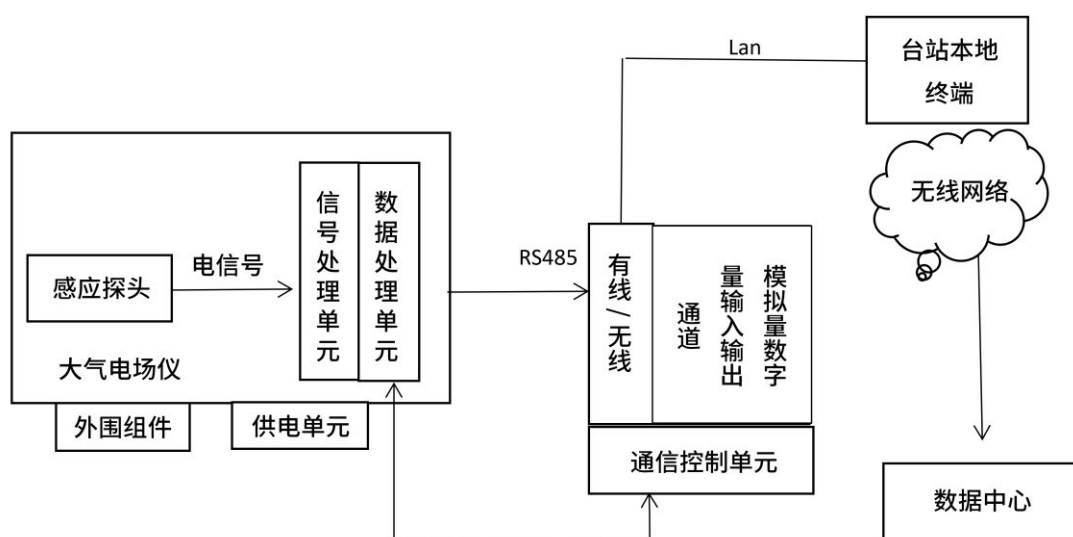 Lan
台站本地
终端
无线网络
感应探头
电信号
信号处理单元
数据处理单元
大气电场仪
外围组件
供电单元
RS485
有线/无线
模拟量数字
量输入输出
通道
通信控制单元
数据中心